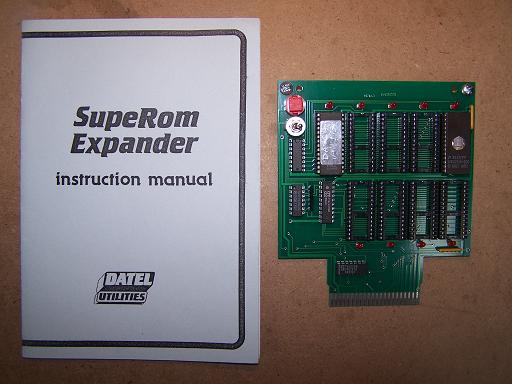 SupeRom
Expander
instruction manual
DATEL
UTILITIES